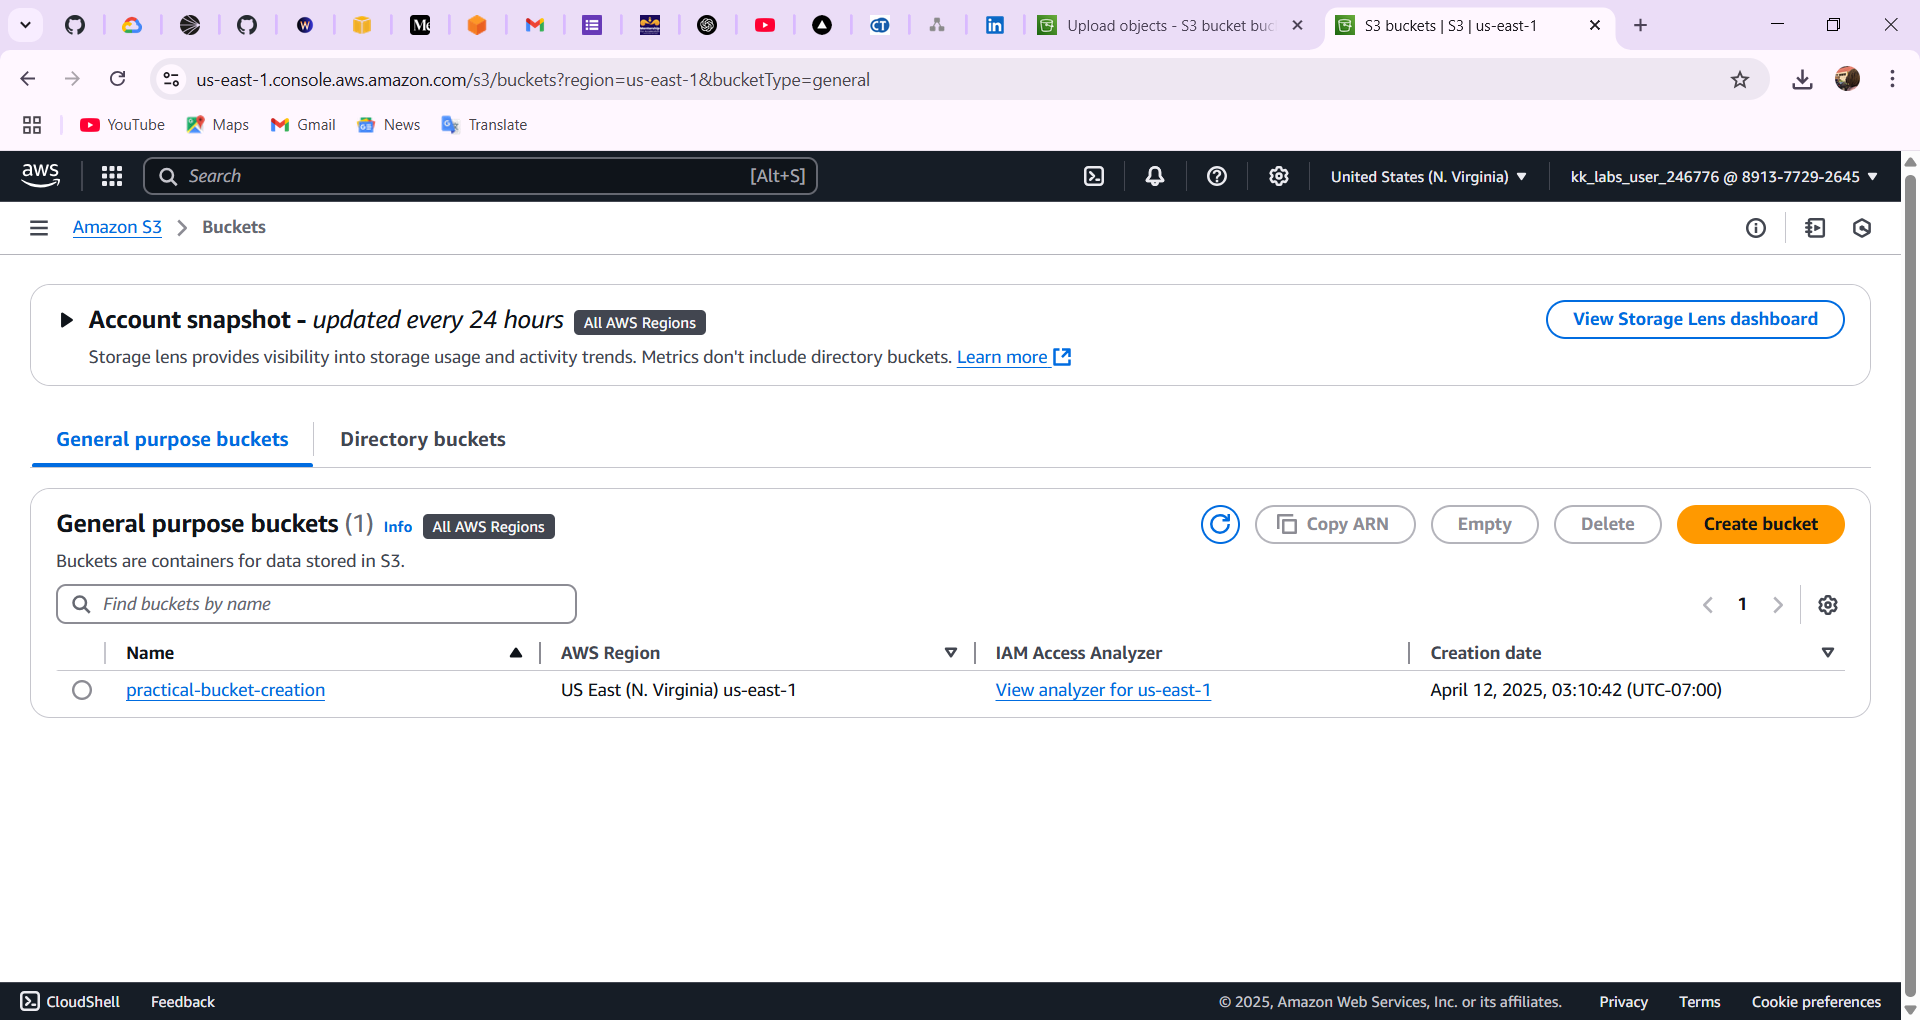 Upload objects - S3 bucket buc
S3 buckets | S3 | us-east-1
us-east-1.console.aws.amazon.com/s3/buckets?region=us-east-1&bucketType=general
YouTube Maps Gmail News Translate
aws Search [Alt+S] United States (N. Virginia) kk_labs_user_246776 @ 8913-7729-2645
Amazon S3 Buckets
Account snapshot - updated every 24 hours All AWS Regions View Storage Lens dashboard
Storage lens provides visibility into storage usage and activity trends. Metrics don't include directory buckets. Learn more
General purpose buckets Directory buckets
General purpose buckets (1) Info All AWS Regions Copy ARN Empty Delete Create bucket
Buckets are containers for data stored in S3.
Find buckets by name 1
Name AWS Region IAM Access Analyzer Creation date
practical-bucket-creation US East (N. Virginia) us-east-1 View analyzer for us-east-1 April 12, 2025, 03:10:42 (UTC-07:00)
CloudShell Feedback © 2025, Amazon Web Services, Inc. or its affiliates. Privacy Terms Cookie preferences